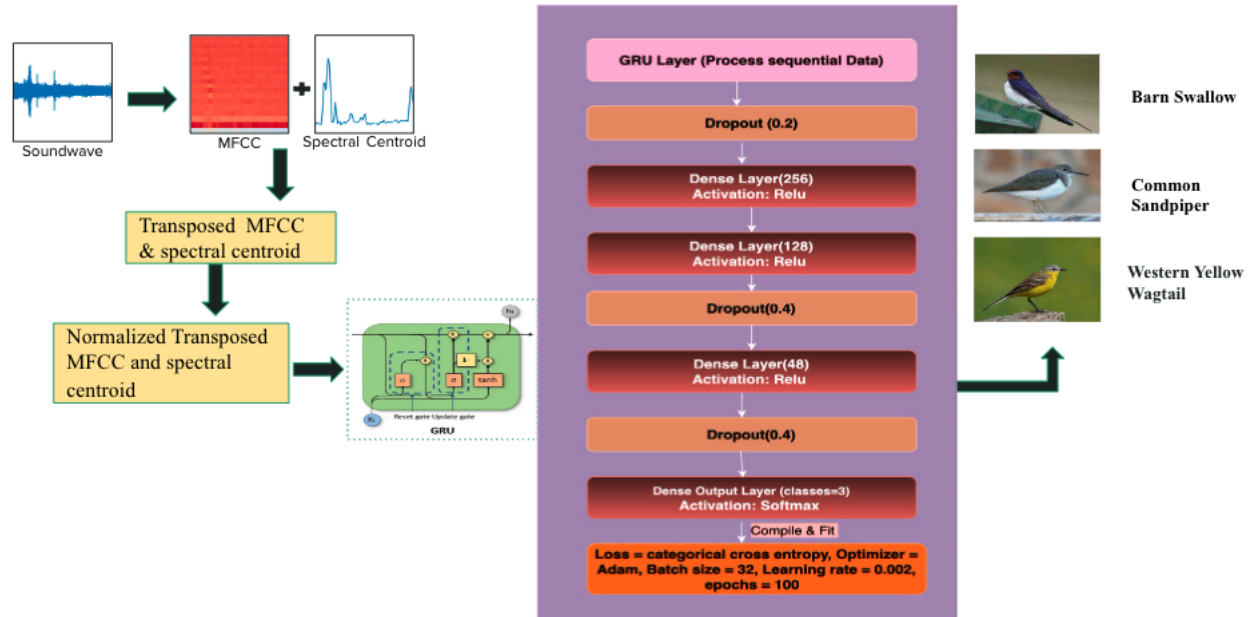 Soundwave
MFCC
+
Spectral Centroid
Transposed MFCC
& spectral centroid
Normalized Transposed
MFCC and spectral
centroid
h
1-
σ
σ
tanh
Reset gate
Update gate
X
GRU
GRU Layer (Process sequential Data)
Dropout (0.2)
Dense Layer(256)
Activation: Relu
Dense Layer(128)
Activation: Relu
Dropout(0.4)
Dense Layer(48)
Activation: Relu
Dropout(0.4)
Dense Output Layer (classes=3)
Activation: Softmax
Compile & Fit
Loss = categorical cross entropy, Optimizer =
Adam, Batch size = 32, Learning rate = 0.002,
epochs = 100
Barn Swallow
Common
Sandpiper
Western Yellow
Wagtail